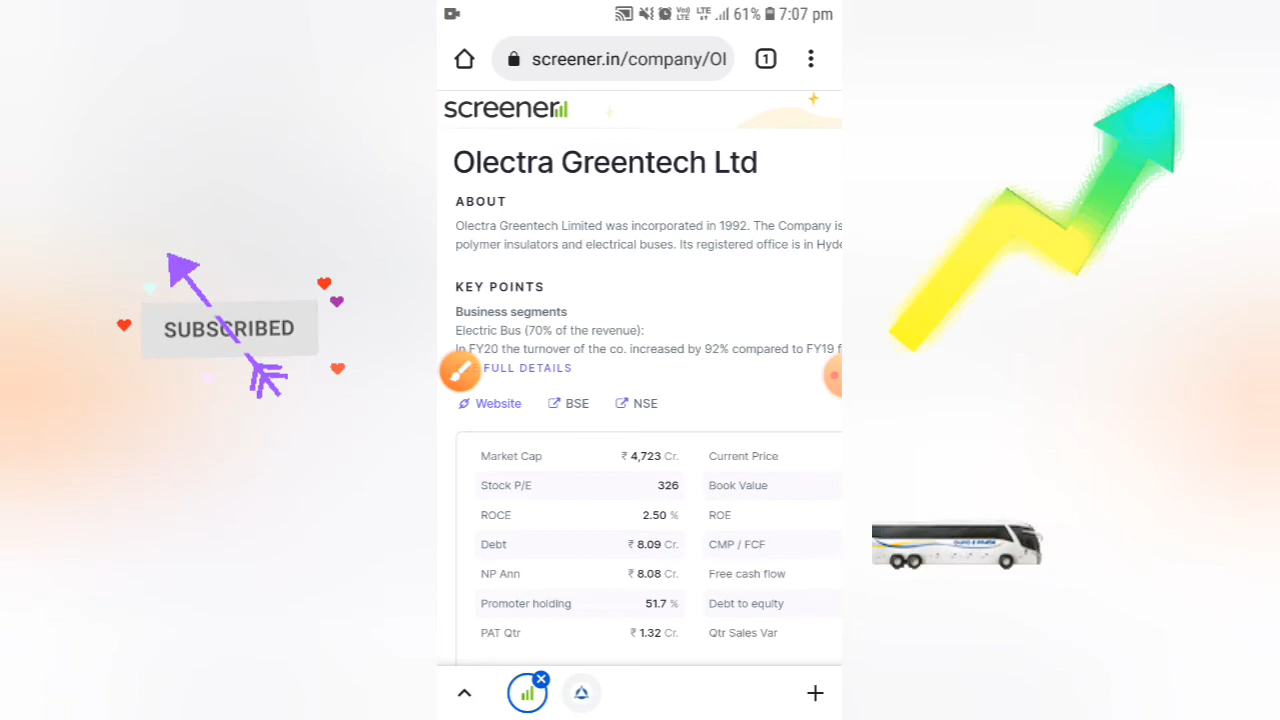 61% 7:07 pm
screener.in/company/Ol
1
screener
Olectra Greentech Ltd
ABOUT
Olectra Greentech Limited was incorporated in 1992. The Company is
polymer insulators and electrical buses. Its registered office is in Hyde
KEY POINTS
Business segments
Electric Bus (70% of the revenue):
In FY20 the turnover of the co. increased by 92% compared to FY19 f
FULL DETAILS
Website BSE NSE
Market Cap ₹ 4,723 Cr. Current Price
Stock P/E 326 Book Value
ROCE 2.50 % ROE
Debt ₹ 8.09 Cr. CMP / FCF
NP Ann ₹ 8.08 Cr. Free cash flow
Promoter holding 51.7 % Debt to equity
PAT Qtr ₹ 1.32 Cr. Qtr Sales Var
SUBSCRIBED